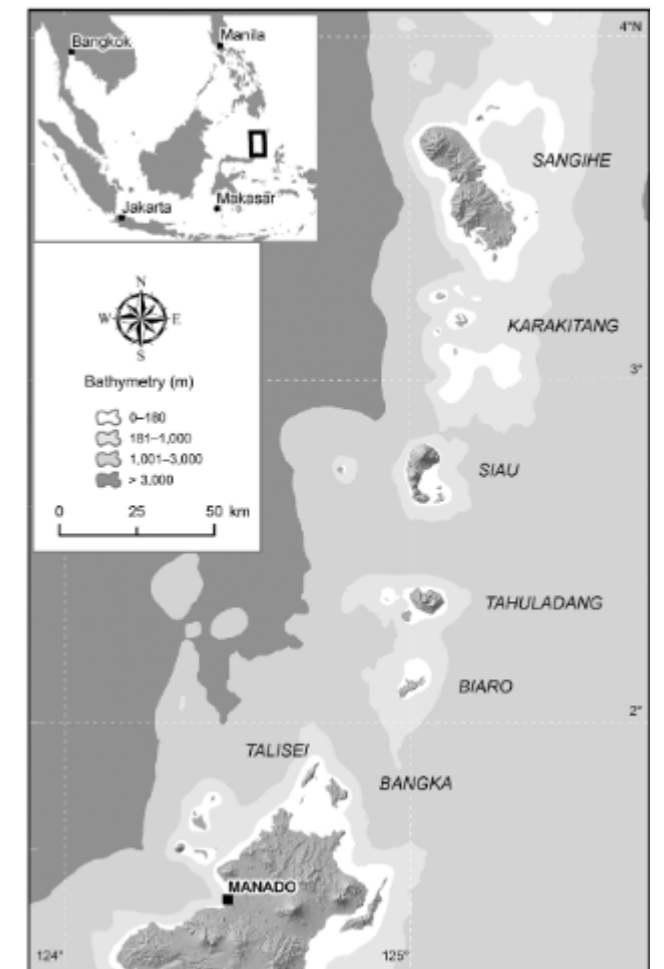 Bangkok
Manila
Jakarta
Makasar
N
W E
S
Bathymetry (m)
0–180
181–1,000
1,001–3,000
> 3,000
0 25 50 km
4°N
SANGIHE
KARAKITANG
3°
SIAU
TAHULADANG
BIARO
2°
TALISEI
BANGKA
MANADO
124° 125°